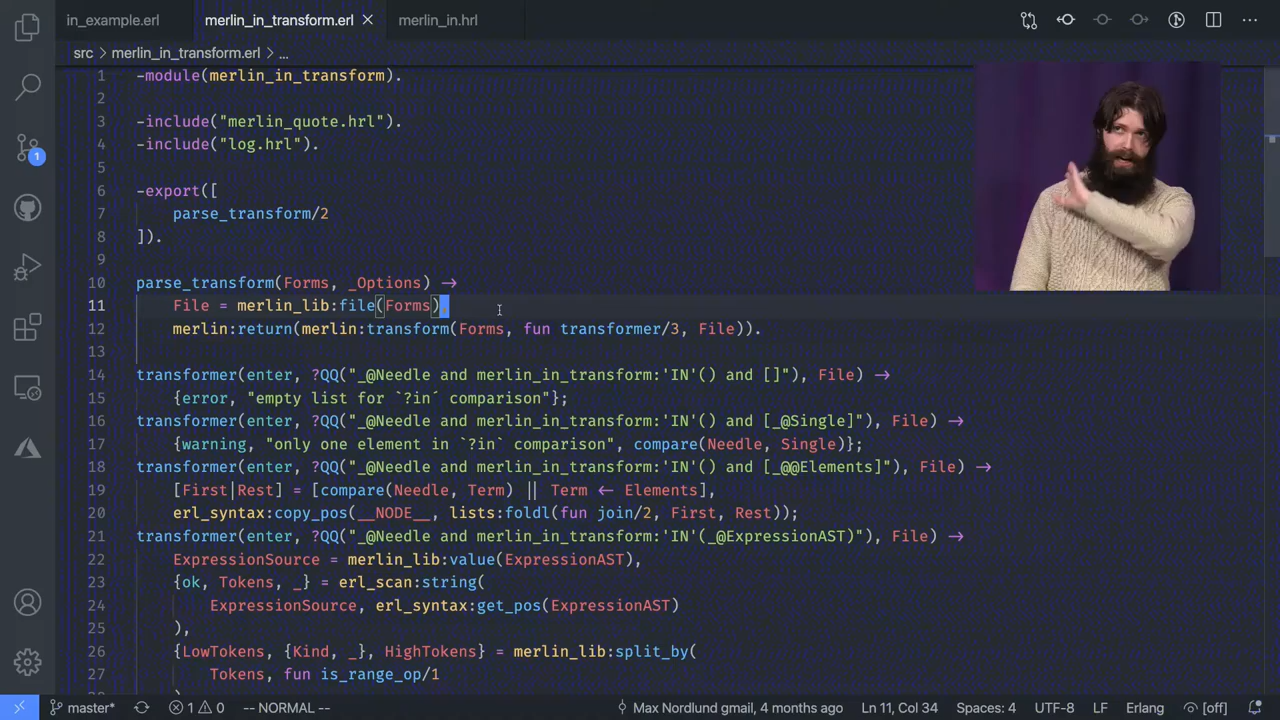 in_example.erl merlin_in_transform.erl merlin_in.hrl
src > merlin_in_transform.erl > ...
1 -module(merlin_in_transform).
2
3 -include("merlin_quote.hrl").
4 -include("log.hrl").
5
6 -export([
7 parse_transform/2
8 ]).
9
10 parse_transform(Forms, _Options) →
11 File = merlin_lib:file(Forms),
12 merlin:return(merlin:transform(Forms, fun transformer/3, File)).
13
14 transformer(enter, ?QQ("_@Needle and merlin_in_transform:'IN'() and []"), File) →
15 {error, "empty list for `?in´ comparison"};
16 transformer(enter, ?QQ("_@Needle and merlin_in_transform:'IN'() and [_@Single]"), File) →
17 {warning, "only one element in `?in` comparison", compare(Needle, Single)};
18 transformer(enter, ?QQ("_@Needle and merlin_in_transform:'IN'() and [_@@Elements]"), File) →
19 [First|Rest] = [compare(Needle, Term) || Term ← Elements],
20 erl_syntax:copy_pos(__NODE__, lists:foldl(fun join/2, First, Rest));
21 transformer(enter, ?QQ("_@Needle and merlin_in_transform:'IN'(_@ExpressionAST)"), File) →
22 ExpressionSource = merlin_lib:value(ExpressionAST),
23 {ok, Tokens, _} = erl_scan:string(
24 ExpressionSource, erl_syntax:get_pos(ExpressionAST)
25 ),
26 {LowTokens, {Kind, _}, HighTokens} = merlin_lib:split_by(
27 Tokens, fun is_range_op/1
1
master* 1 0 -- NORMAL -- Max Nordlund gmail, 4 months ago Ln 11, Col 34 Spaces: 4 UTF-8 LF Erlang [off]